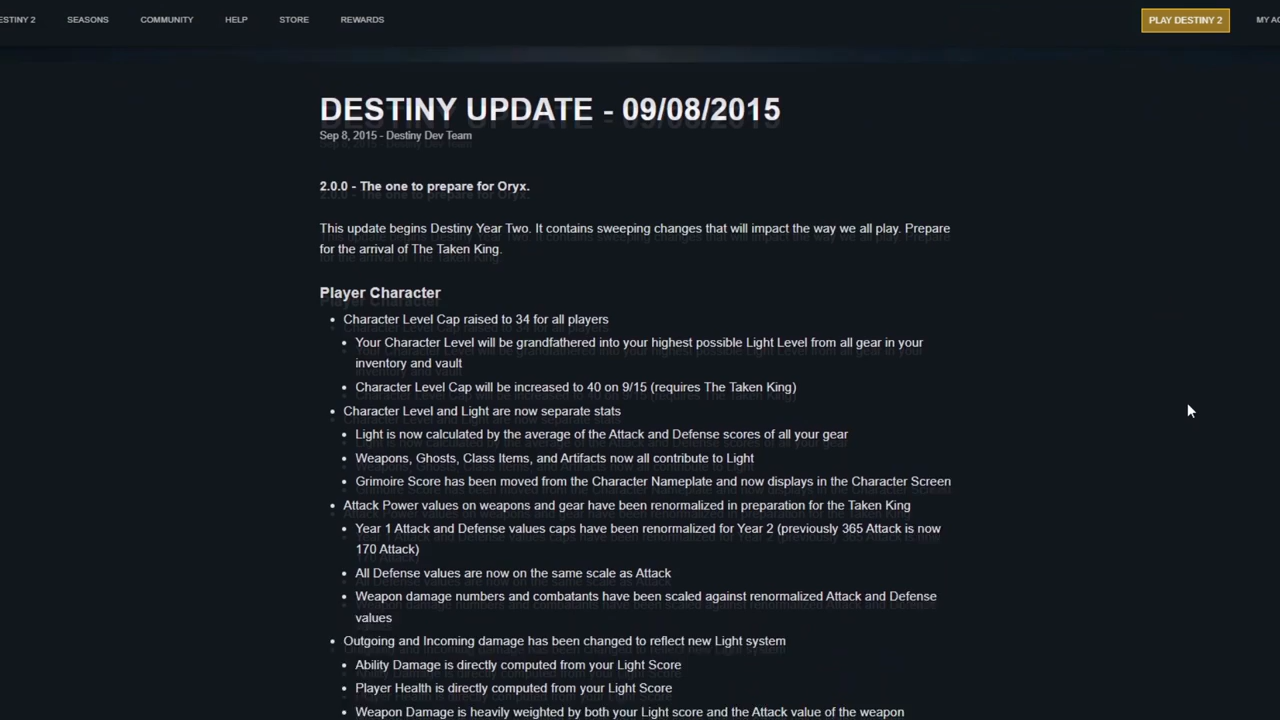 ESTINY 2 SEASONS COMMUNITY HELP STORE REWARDS PLAY DESTINY 2 MY AC
DESTINY UPDATE - 09/08/2015
Sep 8, 2015 - Destiny Dev Team
2.0.0 - The one to prepare for Oryx.
This update begins Destiny Year Two. It contains sweeping changes that will impact the way we all play. Prepare
for the arrival of The Taken King.
Player Character
• Character Level Cap raised to 34 for all players
• Your Character Level will be grandfathered into your highest possible Light Level from all gear in your
inventory and vault
• Character Level Cap will be increased to 40 on 9/15 (requires The Taken King)
• Character Level and Light are now separate stats
• Light is now calculated by the average of the Attack and Defense scores of all your gear
• Weapons, Ghosts, Class Items, and Artifacts now all contribute to Light
• Grimoire Score has been moved from the Character Nameplate and now displays in the Character Screen
• Attack Power values on weapons and gear have been renormalized in preparation for the Taken King
• Year 1 Attack and Defense values caps have been renormalized for Year 2 (previously 365 Attack is now
170 Attack)
• All Defense values are now on the same scale as Attack
• Weapon damage numbers and combatants have been scaled against renormalized Attack and Defense
values
• Outgoing and Incoming damage has been changed to reflect new Light system
• Ability Damage is directly computed from your Light Score
• Player Health is directly computed from your Light Score
• Weapon Damage is heavily weighted by both your Light score and the Attack value of the weapon